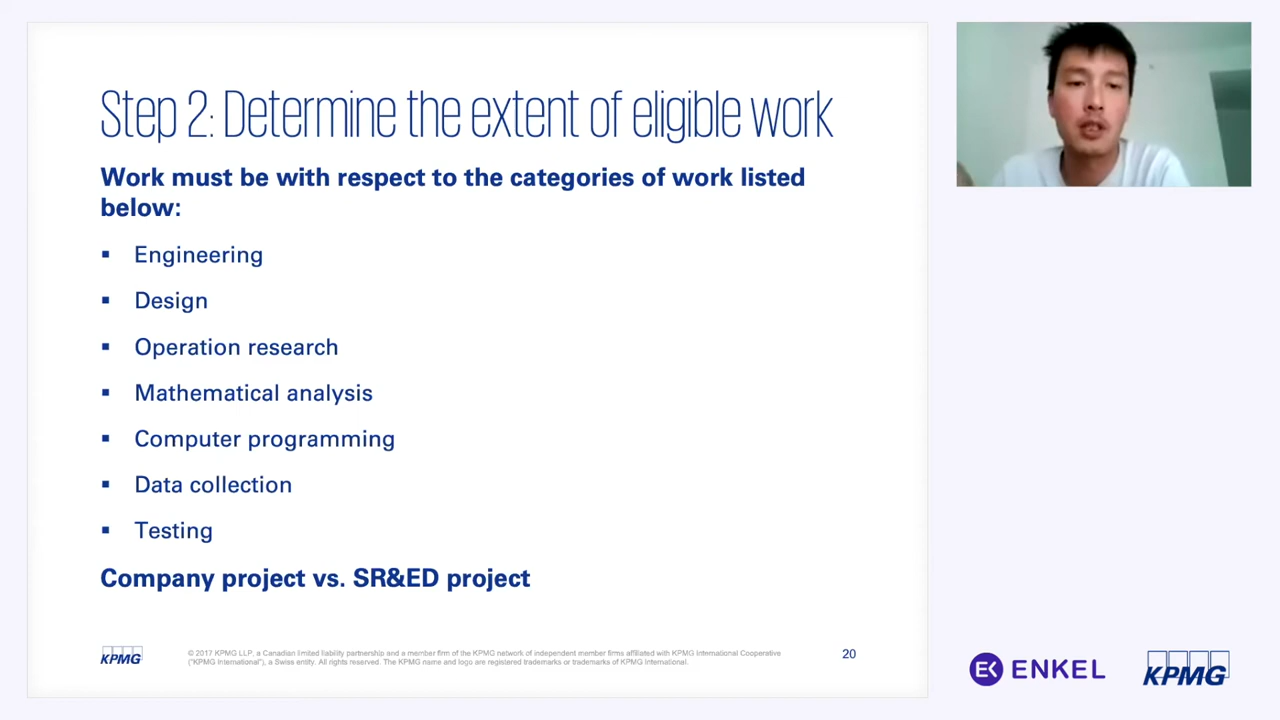 Step 2: Determine the extent of eligible work
Work must be with respect to the categories of work listed
below:
▪ Engineering
▪ Design
▪ Operation research
▪ Mathematical analysis
▪ Computer programming
▪ Data collection
▪ Testing
Company project vs. SR&ED project
KPMG
© 2017 KPMG LLP, a Canadian limited liability partnership and a member firm of the KPMG network of independent member firms affiliated with KPMG International Cooperative
("KPMG International"), a Swiss entity. All rights reserved. The KPMG name and logo are registered trademarks or trademarks of KPMG International.
20
EK ENKEL
KPMG